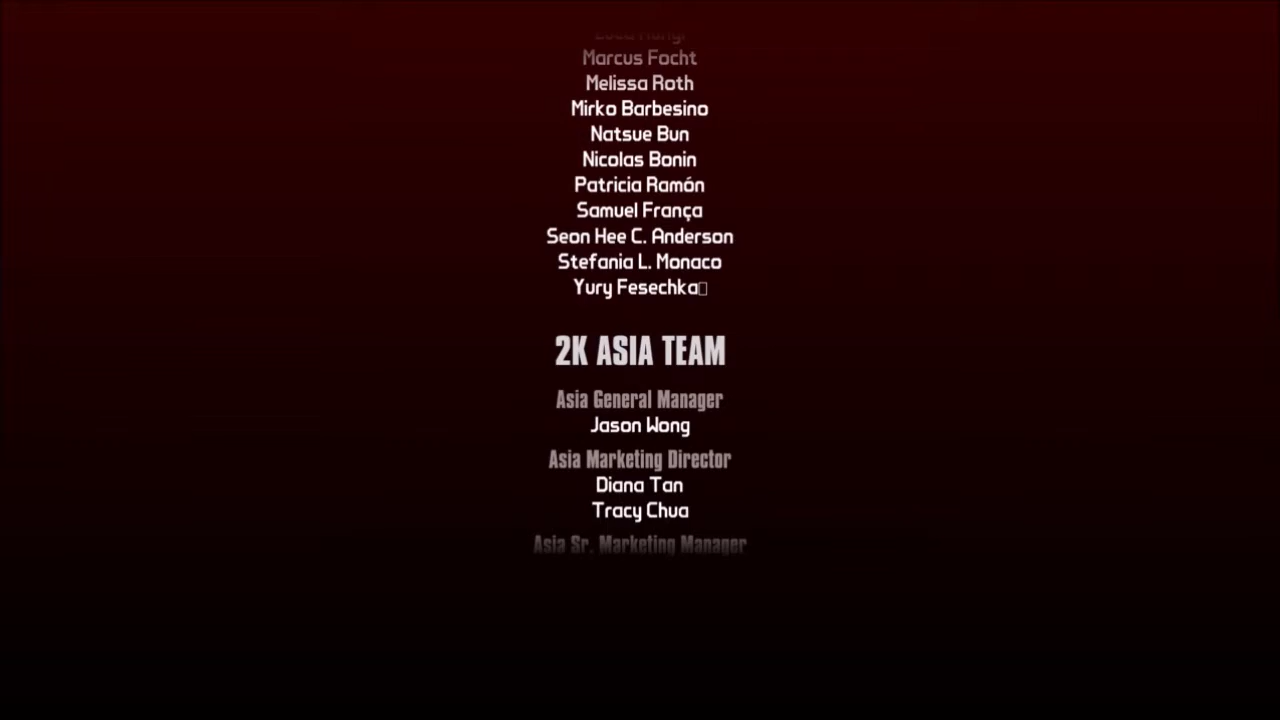 Marcus Focht
Melissa Roth
Mirko Barbesino
Natsue Bun
Nicolas Bonin
Patricia Ramón
Samuel França
Seon Hee C. Anderson
Stefania L. Monaco
Yury Fesechka
2K ASIA TEAM
Asia General Manager
Jason Wong
Asia Marketing Director
Diana Tan
Tracy Chua
Asia Sr. Marketing Manager